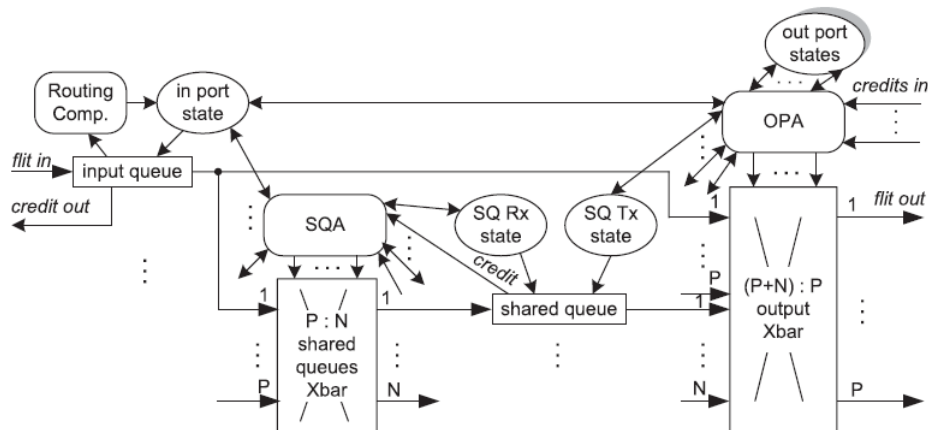 out port
states
Routing
Comp.
in port
state
credits in
OPA
flit in
input queue
credit out
SQA
SQ Rx
state
SQ Tx
state
credit
1
1
flit out
P
1
P : N
shared
queues
Xbar
1
shared queue
1
(P+N) : P
output
Xbar
P
N
N
P